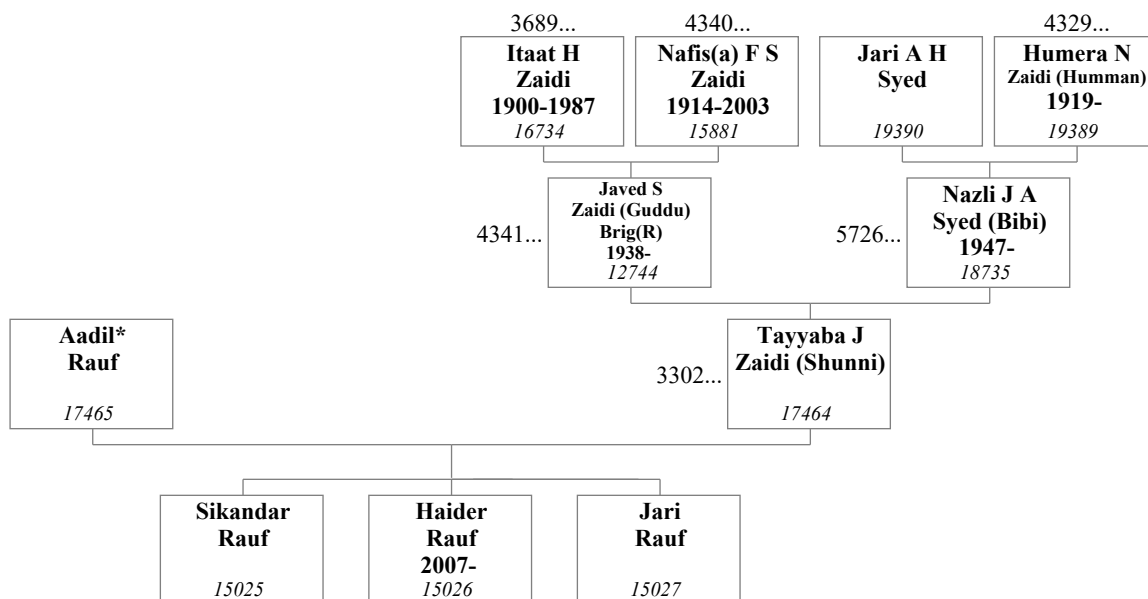 3689...
4340...
4329...
Itaat H
Zaidi
1900-1987
16734
Nafis(a) F S
Zaidi
1914-2003
15881
Jari A H
Syed
19390
Humera N
Zaidi (Humman)
1919-
19389
4341...
Javed S
Zaidi (Guddu)
Brig(R)
1938-
12744
5726...
Nazli J A
Syed (Bibi)
1947-
18735
Aadil*
Rauf
17465
3302...
Tayyaba J
Zaidi (Shunni)
17464
Sikandar
Rauf
15025
Haider
Rauf
2007-
15026
Jari
Rauf
15027